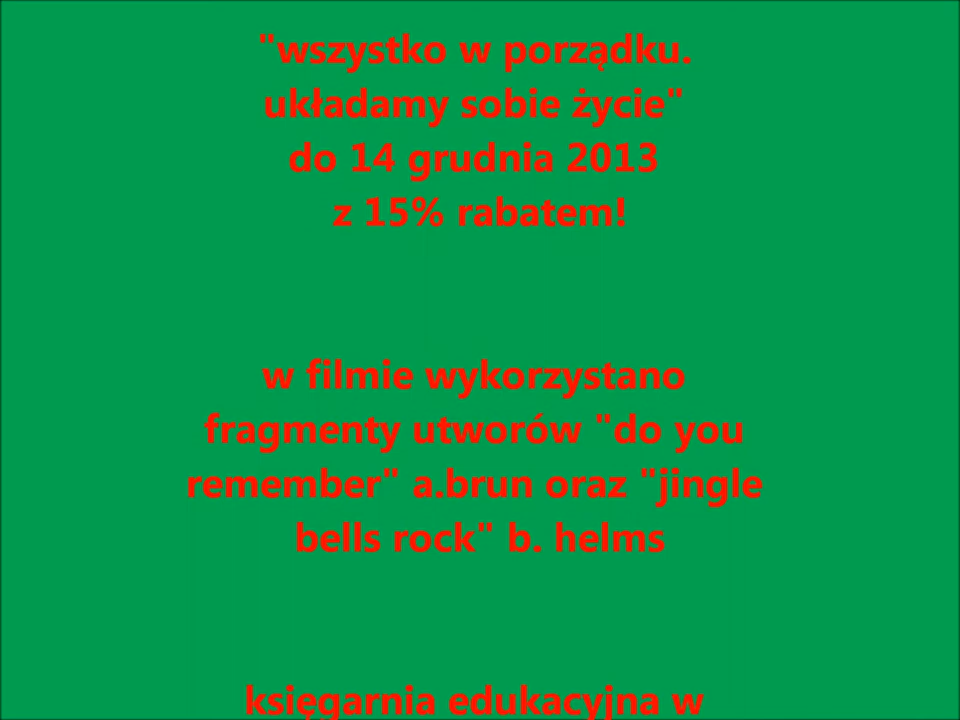 "wszystko w porządku.
układamy sobie życie"
do 14 grudnia 2013
z 15% rabatem!
w filmie wykorzystano
fragmenty utworów "do you
remember" a.brun oraz "jingle
bells rock" b. helms
księgarnia edukacyjna w